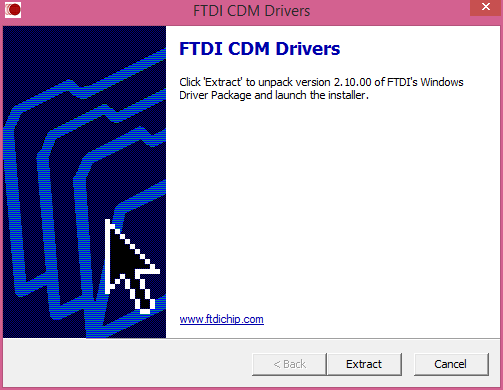 FTDI CDM Drivers
FTDI CDM Drivers
Click 'Extract' to unpack version 2.10.00 of FTDI's Windows
Driver Package and launch the installer.
www.ftdichip.com
< Back Extract Cancel